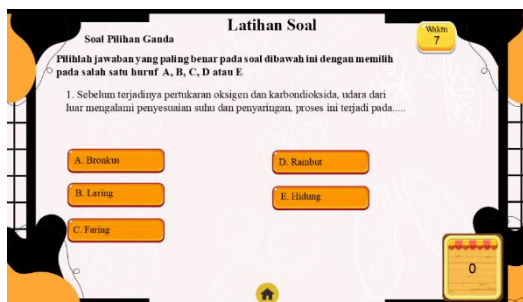 Latihan Soal
Soal Pilihan Ganda
Waktu
7
Pilihlah jawaban yang paling benar pada soal dibawah ini dengan memilih
pada salah satu huruf A, B, C, D atau E
1. Sebelum terjadinya pertukaran oksigen dan karbondioksida, udara dari
luar mengalami penyesuaian suhu dan penyaringan, proses ini terjadi pada.....
A. Bronkus
B. Laring
C. Faring
D. Rambut
E. Hidung
0